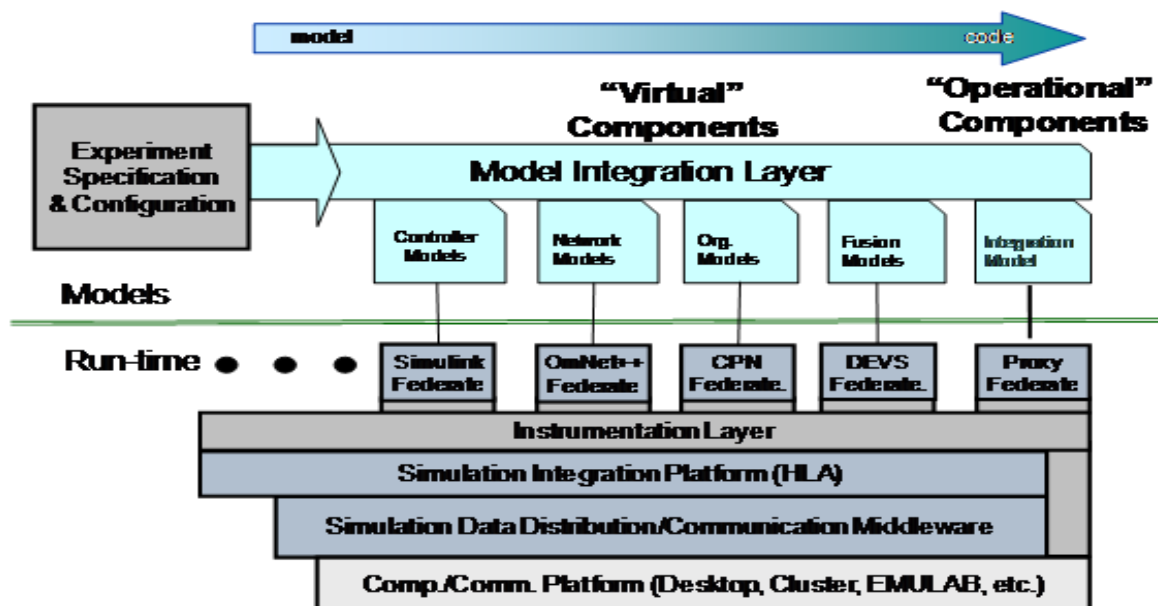 model
code
“Virtual”
Components
“Operational”
Components
Experiment
Specification
& Configuration
Model Integration Layer
Controller
Models
Network
Models
Org.
Models
Fusion
Models
Integration
Model
Models
Run-time
Simulink
Federate
OmNet++
Federate
CPN
Federate.
DEVS
Federate.
Proxy
Federate
Instrumentation Layer
Simulation Integration Platform (HLA)
Simulation Data Distribution/Communication Middleware
Comp./Comm. Platform (Desktop, Cluster, EMULAB, etc.)